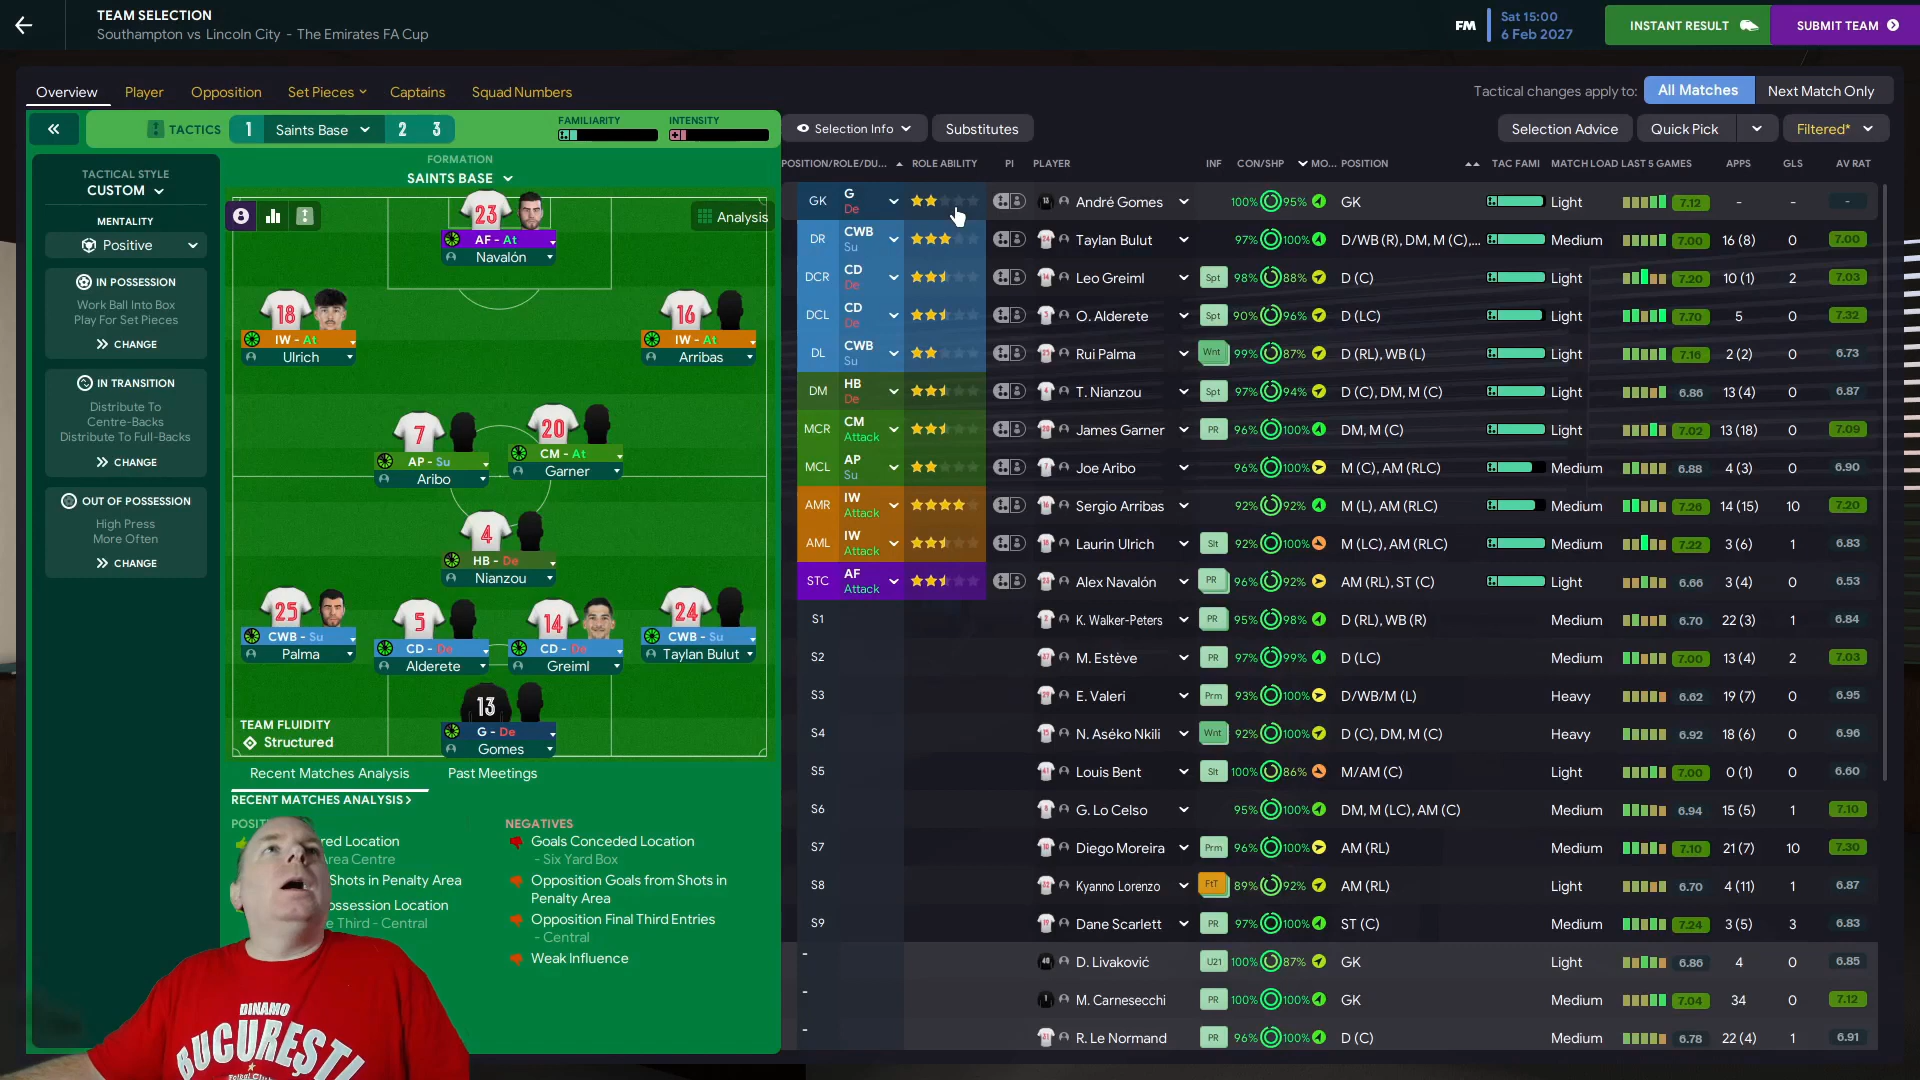 TEAM SELECTION
Southampton vs Lincoln City - The Emirates FA Cup
FM
Sat 15:00
6 Feb 2027
INSTANT RESULT
SUBMIT TEAM
Overview Player Opposition Set Pieces Captains Squad Numbers
Tactical changes apply to: All Matches Next Match Only
TACTICS 1 Saints Base 2 3
FAMILIARITY
INTENSITY
Selection Info Substitutes Selection Advice Quick Pick Filtered*
TACTICAL STYLE
CUSTOM
MENTALITY
Positive
IN POSSESSION
Work Ball Into Box
Play For Set Pieces
CHANGE
IN TRANSITION
Distribute To
Centre-Backs
Distribute To Full-Backs
CHANGE
OUT OF POSSESSION
High Press
More Often
CHANGE
FORMATION
SAINTS BASE
Analysis
23
AF - At
Navalón
18
IW - At
Ulrich
16
IW - At
Arribas
7
AP - Su
Aribo
20
CM - At
Garner
4
HB - De
Nianzou
25
CWB - Su
Palma
5
CD - De
Alderete
14
CD - De
Greiml
24
CWB - Su
Taylan Bulut
13
G - De
Gomes
TEAM FLUIDITY
Structured
Recent Matches Analysis Past Meetings
RECENT MATCHES ANALYSIS >
POSIT
red Location
Area Centre
Shots in Penalty Area
ossession Location
e Third - Central
NEGATIVES
Goals Conceded Location
- Six Yard Box
Opposition Goals from Shots in
Penalty Area
Opposition Final Third Entries
- Central
Weak Influence
DINAMO
BUCUREŞTI
POSITION/ROLE/DU... ROLE ABILITY PI PLAYER INF CON/SHP MO... POSITION TAC FAMI MATCH LOAD LAST 5 GAMES APPS GLS AV RAT
GK G De André Gomes 100% 95% GK Light 7.12 - - -
DR CWB Su Taylan Bulut 97% 100% D/WB (R), DM, M (C),... Medium 7.00 16 (8) 0 7.00
DCR CD De Leo Greiml Spt 98% 88% D (C) Light 7.20 10 (1) 2 7.03
DCL CD De O. Alderete Spt 90% 96% D (LC) Light 7.70 5 0 7.32
DL CWB Su Rui Palma Wnt 99% 87% D (RL), WB (L) Light 7.16 2 (2) 0 6.73
DM HB De T. Nianzou Spt 97% 94% D (C), DM, M (C) Light 6.86 13 (4) 0 6.87
MCR CM Attack James Garner PR 96% 100% DM, M (C) Light 7.02 13 (18) 0 7.09
MCL AP Su Joe Aribo 96% 100% M (C), AM (RLC) Medium 6.88 4 (3) 0 6.90
AMR IW Attack Sergio Arribas 92% 92% M (L), AM (RLC) Medium 7.26 14 (15) 10 7.20
AML IW Attack Laurin Ulrich Slt 92% 100% M (LC), AM (RLC) Medium 7.22 3 (6) 1 6.83
STC AF Attack Alex Navalón PR 96% 92% AM (RL), ST (C) Light 6.66 3 (4) 0 6.53
S1 K. Walker-Peters PR 95% 98% D (RL), WB (R) Medium 6.70 22 (3) 1 6.84
S2 M. Estève PR 97% 99% D (LC) Medium 7.00 13 (4) 2 7.03
S3 E. Valeri Prm 93% 100% D/WB/M (L) Heavy 6.62 19 (7) 0 6.95
S4 N. Aséko Nkili Wnt 92% 100% D (C), DM, M (C) Heavy 6.92 18 (6) 0 6.96
S5 Louis Bent Slt 100% 86% M/AM (C) Light 7.00 0 (1) 0 6.60
S6 G. Lo Celso 95% 100% DM, M (LC), AM (C) Medium 6.94 15 (5) 1 7.10
S7 Diego Moreira Prm 96% 100% AM (RL) Medium 7.10 21 (7) 10 7.30
S8 Kyanno Lorenzo FtT 89% 92% AM (RL) Light 6.70 4 (11) 1 6.87
S9 Dane Scarlett PR 97% 100% ST (C) Medium 7.24 3 (5) 3 6.83
- D. Livaković U21 100% 87% GK Light 6.86 4 0 6.85
- M. Carnesecchi PR 100% 100% GK Medium 7.04 34 0 7.12
- R. Le Normand PR 96% 100% D (C) Medium 6.78 22 (4) 1 6.91